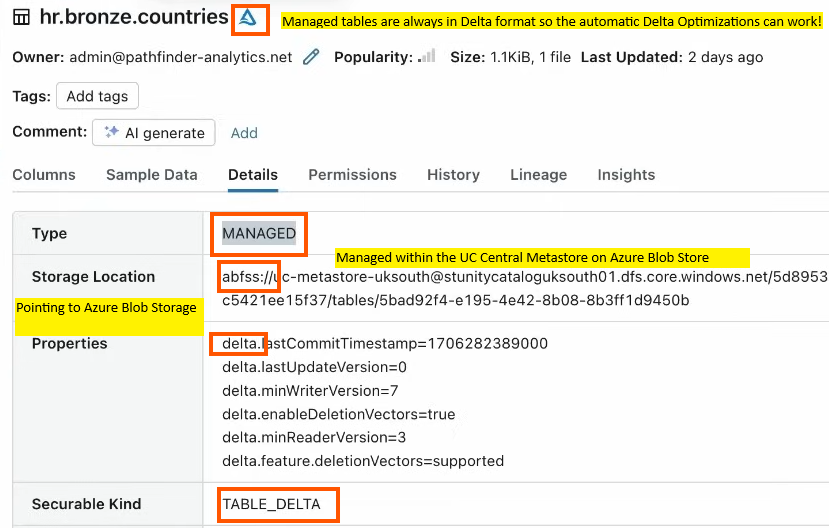 hr.bronze.countries
Managed tables are always in Delta format so the automatic Delta Optimizations can work!
Owner: admin@pathfinder-analytics.net Popularity: Size: 1.1KiB, 1 file Last Updated: 2 days ago
Tags: Add tags
Comment: AI generate Add
Columns Sample Data Details Permissions History Lineage Insights
Type MANAGED
Managed within the UC Central Metastore on Azure Blob Store
Storage Location abfss://uc-metastore-uksouth@stunitycataloguksouth01.dfs.core.windows.net/5d8953
c5421ee15f37/tables/5bad92f4-e195-4e42-8b08-8b3ff1d9450b
Pointing to Azure Blob Storage
Properties delta.lastCommitTimestamp=1706282389000
delta.lastUpdateVersion=0
delta.minWriterVersion=7
delta.enableDeletionVectors=true
delta.minReaderVersion=3
delta.feature.deletionVectors=supported
Securable Kind TABLE_DELTA